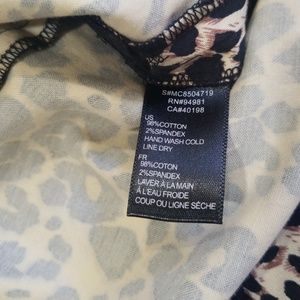 S#MC8504719
RN#94981
CA#40198
US
98%COTTON
2%SPANDEX
HAND WASH COLD
LINE DRY
FR
98%COTON
2%SPANDEX
LAVER À LA MAIN
À L'EAU FROIDE
COUP OU LIGNE SÈCHE